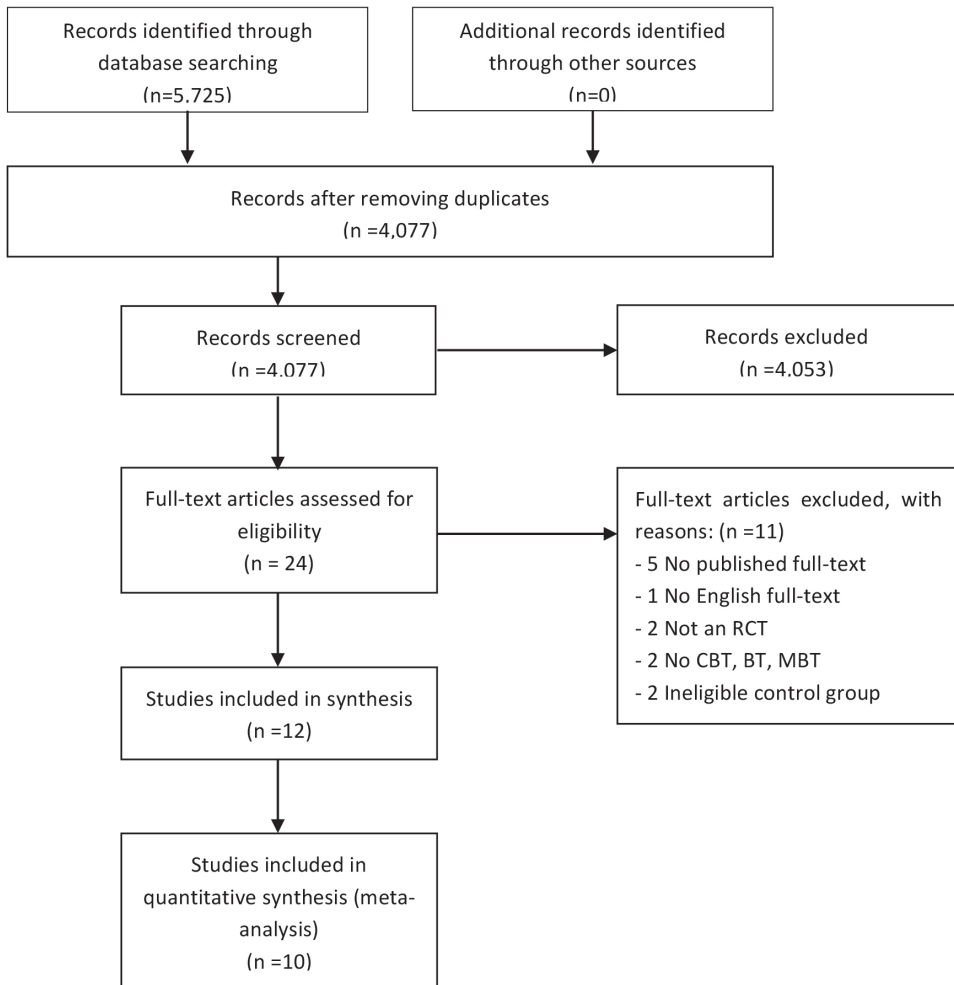 Records identified through
database searching
(n=5.725)
Additional records identified
through other sources
(n=0)
Records after removing duplicates
(n =4,077)
Records screened
(n =4.077)
Records excluded
(n =4.053)
Full-text articles assessed for
eligibility
(n = 24)
Full-text articles excluded, with
reasons: (n =11)
- 5 No published full-text
- 1 No English full-text
- 2 Not an RCT
- 2 No CBT, BT, MBT
- 2 Ineligible control group
Studies included in synthesis
(n =12)
Studies included in
quantitative synthesis (meta-
analysis)
(n =10)